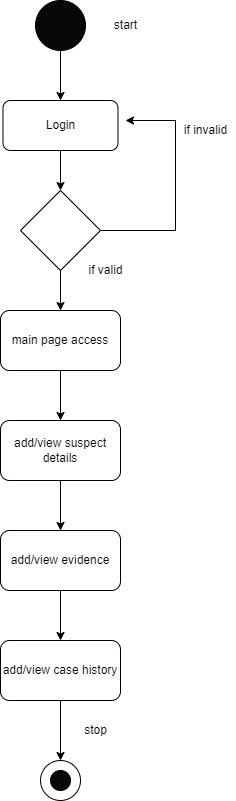 start
Login
if invalid
if valid
main page access
add/view suspect
details
add/view evidence
add/view case history
stop